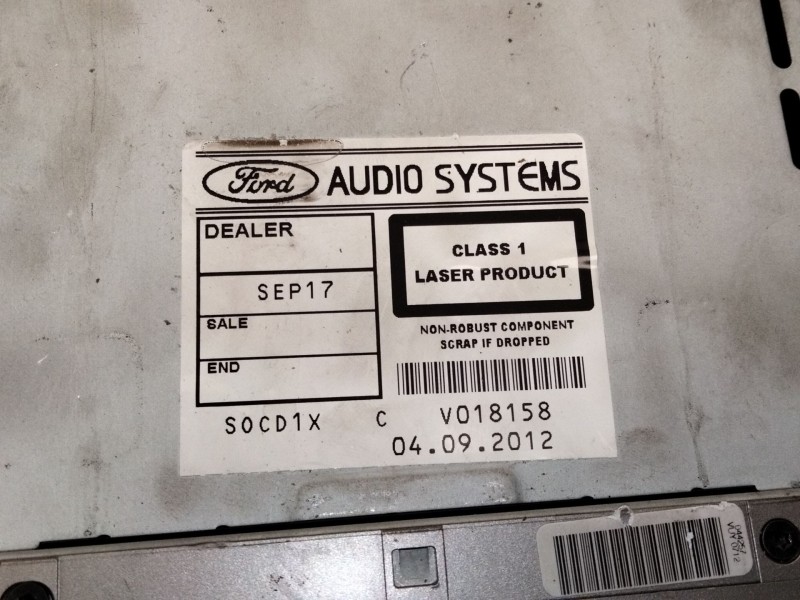 Ford AUDIO SYSTEMS
DEALER
SEP17
SALE
END
CLASS 1
LASER PRODUCT
NON-ROBUST COMPONENT
SCRAP IF DROPPED
S0CD1X C V018158
04.09.2012